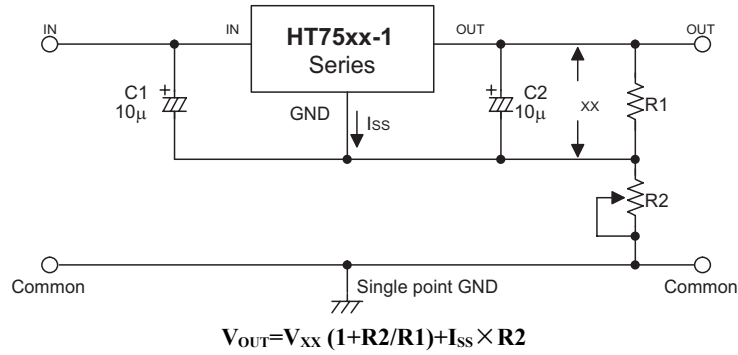 IN
IN
HT75xx-1
Series
OUT
OUT
C1
10μ
GND
ISS
C2
10μ
XX
R1
R2
Common
Single point GND
Common
VOUT=VXX (1+R2/R1)+ISS×R2